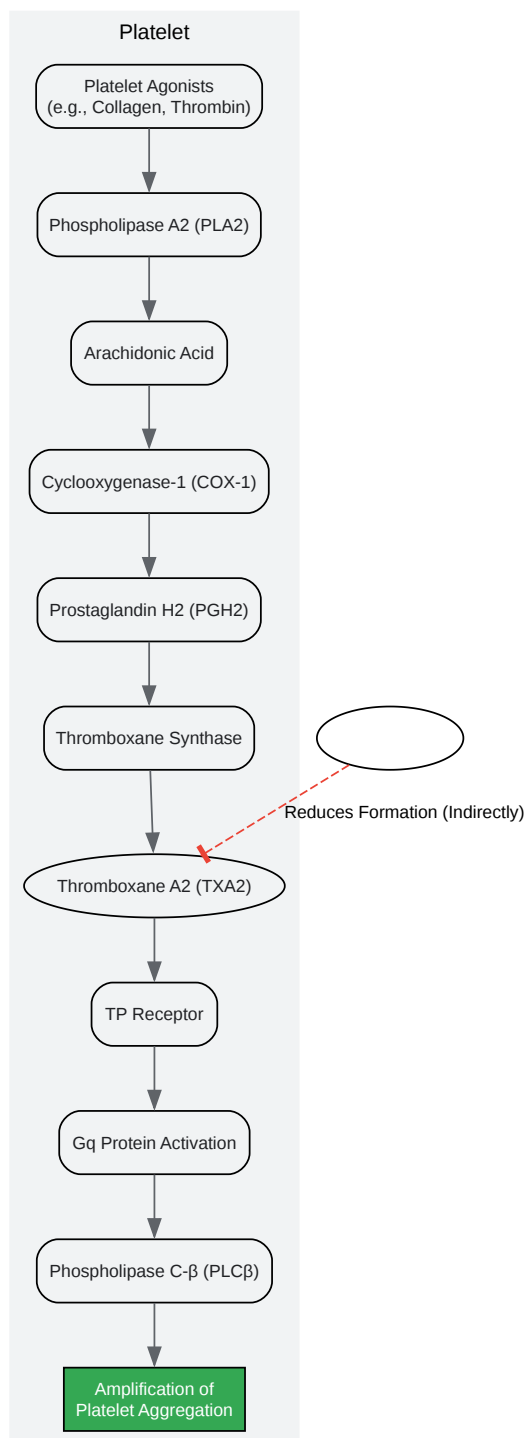 Platelet
Platelet Agonists
(e.g., Collagen, Thrombin)
Phospholipase A2 (PLA2)
Arachidonic Acid
Cyclooxygenase-1 (COX-1)
Prostaglandin H2 (PGH2)
Thromboxane Synthase
Reduces Formation (Indirectly)
Thromboxane A2 (TXA2)
TP Receptor
Gq Protein Activation
Phospholipase C-β (PLCβ)
Amplification of
Platelet Aggregation